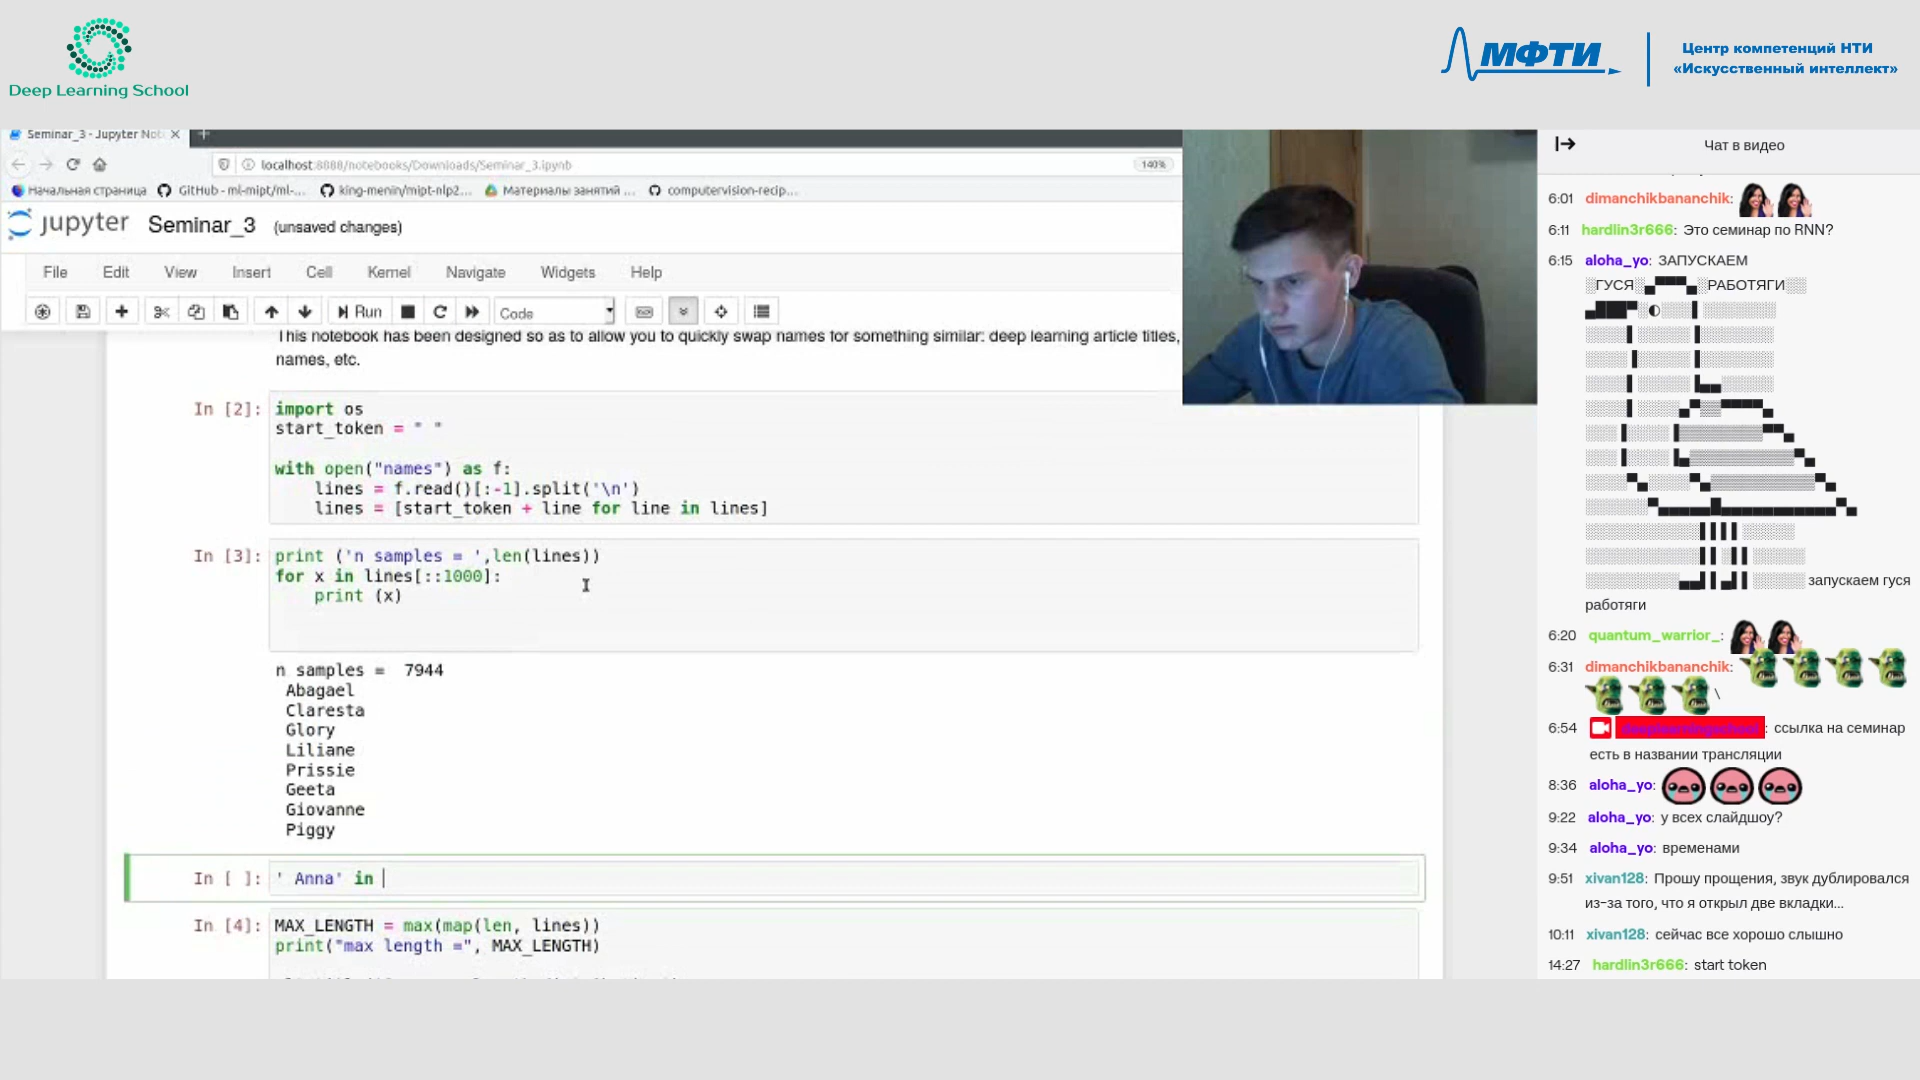 Deep Learning School
МФТИ
Центр компетенций НТИ
«Искусственный интеллект»
Seminar_3 - Jupyter Not
localhost:8888/notebooks/Downloads/Seminar_3.ipynb
140%
Начальная страница
GitHub - ml-mipt/ml-...
king-menin/mipt-nlp2...
Материалы занятий ...
computervision-recip...
jupyter
Seminar_3 (unsaved changes)
File Edit View Insert Cell Kernel Navigate Widgets Help
Run
Code
This notebook has been designed so as to allow you to quickly swap names for something similar: deep learning article titles,
names, etc.
In [2]: import os
start_token = " "
with open("names") as f:
    lines = f.read()[:-1].split('\n')
    lines = [start_token + line for line in lines]
In [3]: print ('n samples = ',len(lines))
for x in lines[::1000]:
    print (x)
n samples =  7944
 Abagael
 Claresta
 Glory
 Liliane
 Prissie
 Geeta
 Giovanne
 Piggy
In [ ]: ' Anna' in
In [4]: MAX_LENGTH = max(map(len, lines))
print("max length =", MAX_LENGTH)
Чат в видео
6:01 dimanchikbananchik:
6:11 hardlin3r666: Это семинар по RNN?
6:15 aloha_yo: ЗАПУСКАЕМ
ГУСЯ РАБОТЯГИ
запускаем гуся
работяги
6:20 quantum_warrior_:
6:31 dimanchikbananchik:
\
6:54 : ссылка на семинар
есть в названии трансляции
8:36 aloha_yo:
9:22 aloha_yo: у всех слайдшоу?
9:34 aloha_yo: временами
9:51 xivan128: Прошу прощения, звук дублировался
из-за того, что я открыл две вкладки...
10:11 xivan128: сейчас все хорошо слышно
14:27 hardlin3r666: start token